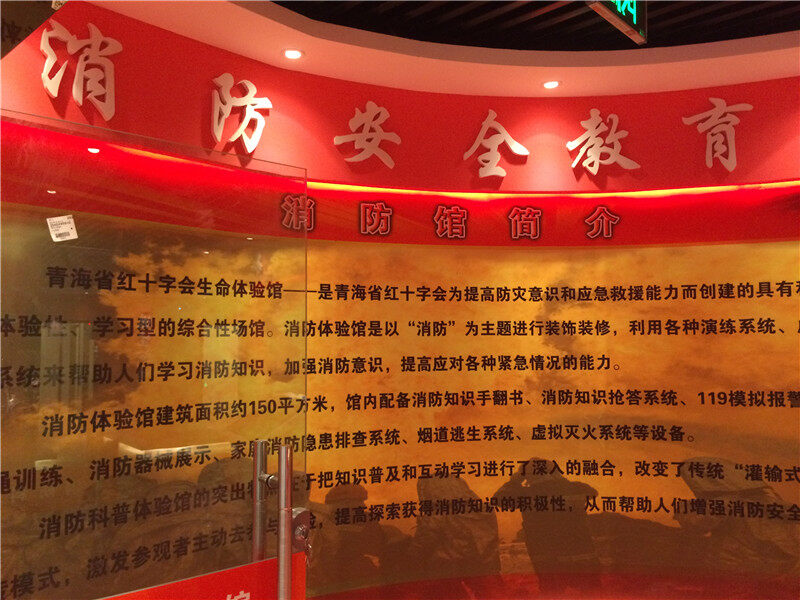 消防安全教育
消防馆简介
青海省红十字会生命体验馆——是青海省红十字会为提高防灾意识和应急救援能力而创建的具有
体验性、学习型的综合性场馆。消防体验馆是以“消防”为主题进行装饰装修，利用各种演练系统、
系统来帮助人们学习消防知识，加强消防意识，提高应对各种紧急情况的能力。
消防体验馆建筑面积约150平方米，馆内配备消防知识手翻书、消防知识抢答系统、119模拟报警
绳训练、消防器械展示、家庭消防隐患排查系统、烟道逃生系统、虚拟灭火系统等设备。
消防科普体验馆的突出特 在于把知识普及和互动学习进行了深入的融合，改变了传统“灌输式
模式，激发参观者主动去参与 验，提高探索获得消防知识的积极性，从而帮助人们增强消防安全
馆